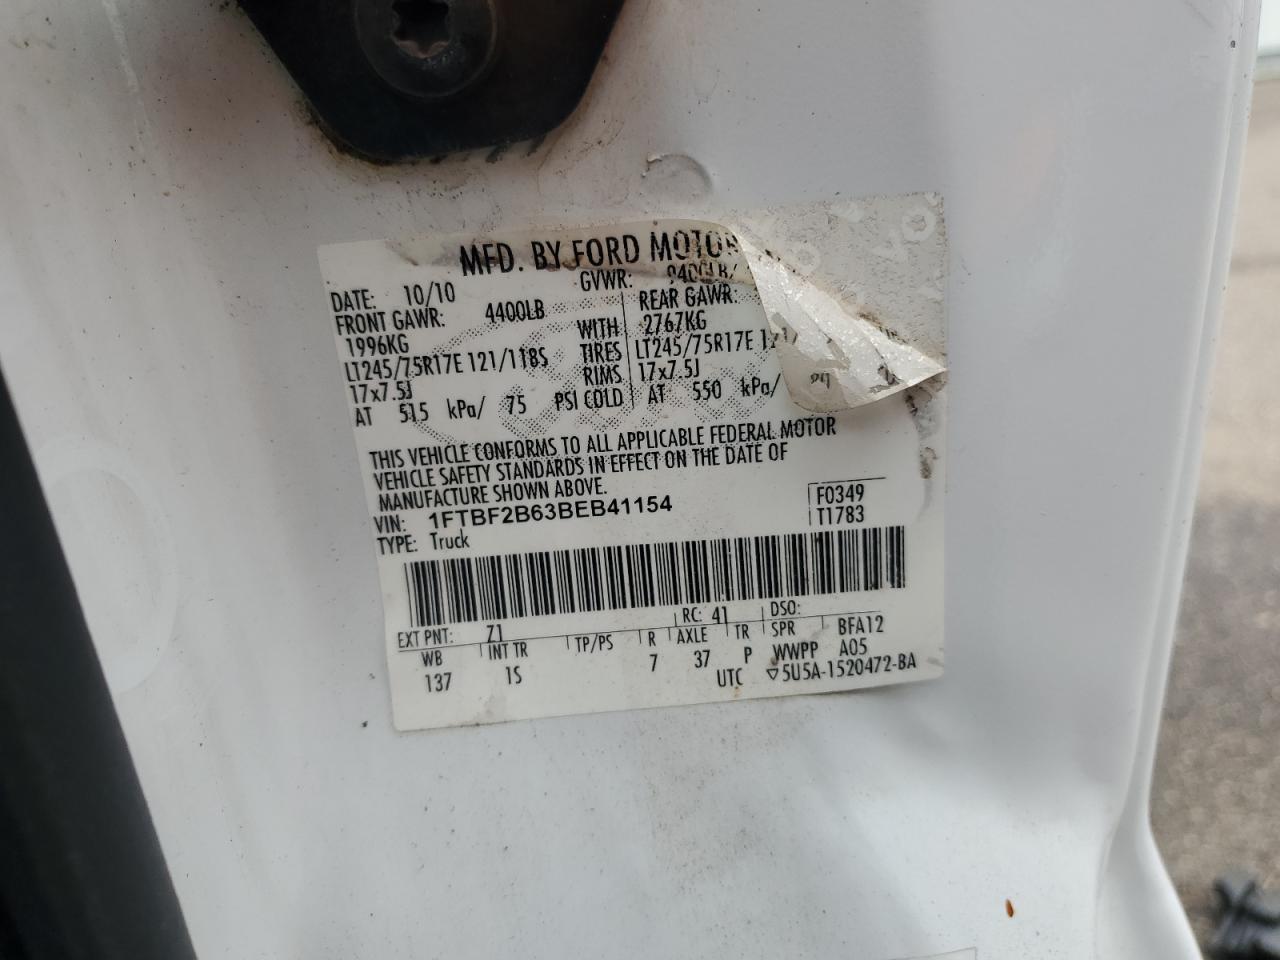 MFD. BY FORD MOTOR
DATE: 10/10 GVWR: 9400LB/
FRONT GAWR: 4400LB REAR GAWR:
1996KG WITH 2767KG
LT245/75R17E 121/118S TIRES LT245/75R17E
17x7.5J RIMS 17x7.5J
AT 515 kPa/ 75 PSI COLD AT 550 kPa/
THIS VEHICLE CONFORMS TO ALL APPLICABLE FEDERAL MOTOR
VEHICLE SAFETY STANDARDS IN EFFECT ON THE DATE OF
MANUFACTURE SHOWN ABOVE.
VIN: 1FTBF2B63BEB41154 F0349
TYPE: Truck T1783
EXT PNT: Z1 RC: 41 DSO:
WB INT TR TP/PS R AXLE TR SPR BFA12
137 1S 7 37 P WWPP A05
UTC ▽5U5A-1520472-BA